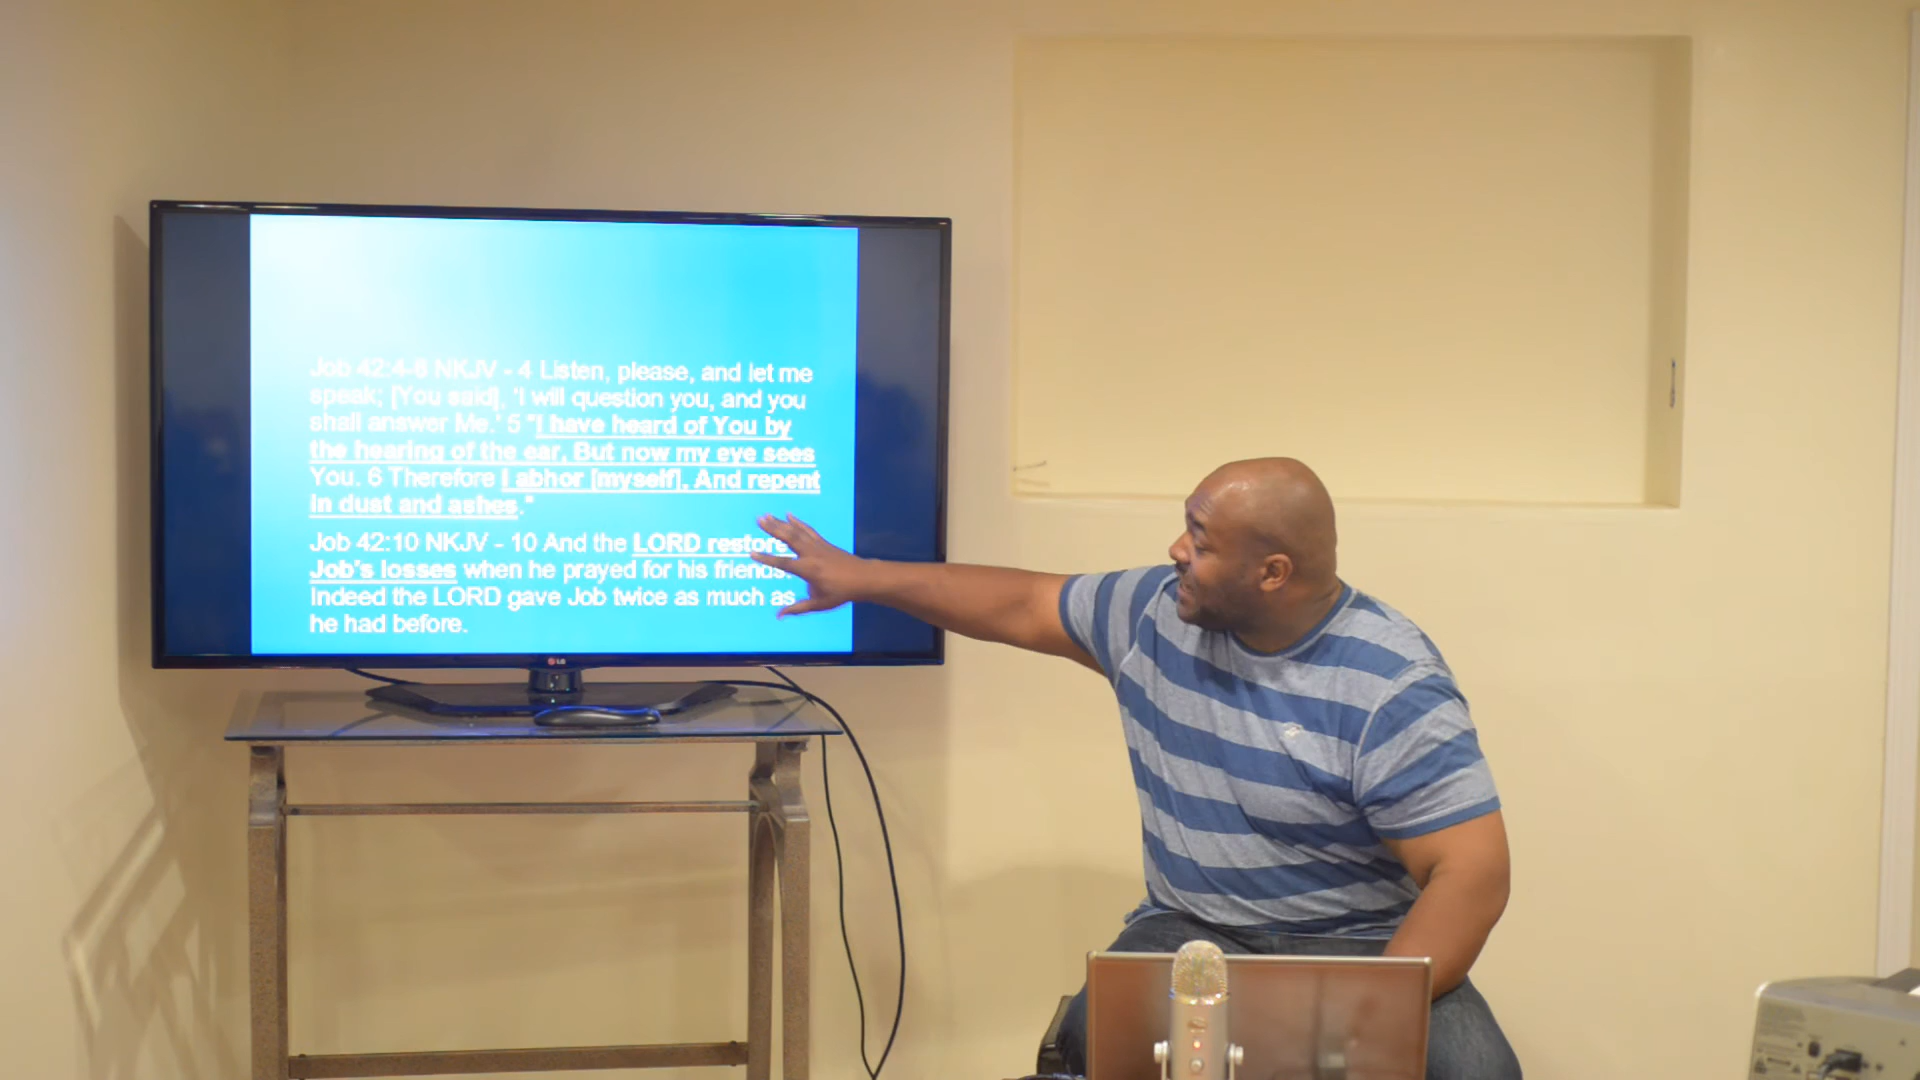 Job 42:4-6 NKJV - 4 Listen, please, and let me
speak; [You said], 'I will question you, and you
shall answer Me.' 5 "I have heard of You by
the hearing of the ear, But now my eye sees
You. 6 Therefore I abhor [myself], And repent
In dust and ashes."
Job 42:10 NKJV - 10 And the LORD restore
Job's losses when he prayed for his friends.
Indeed the LORD gave Job twice as much as
he had before.
LG